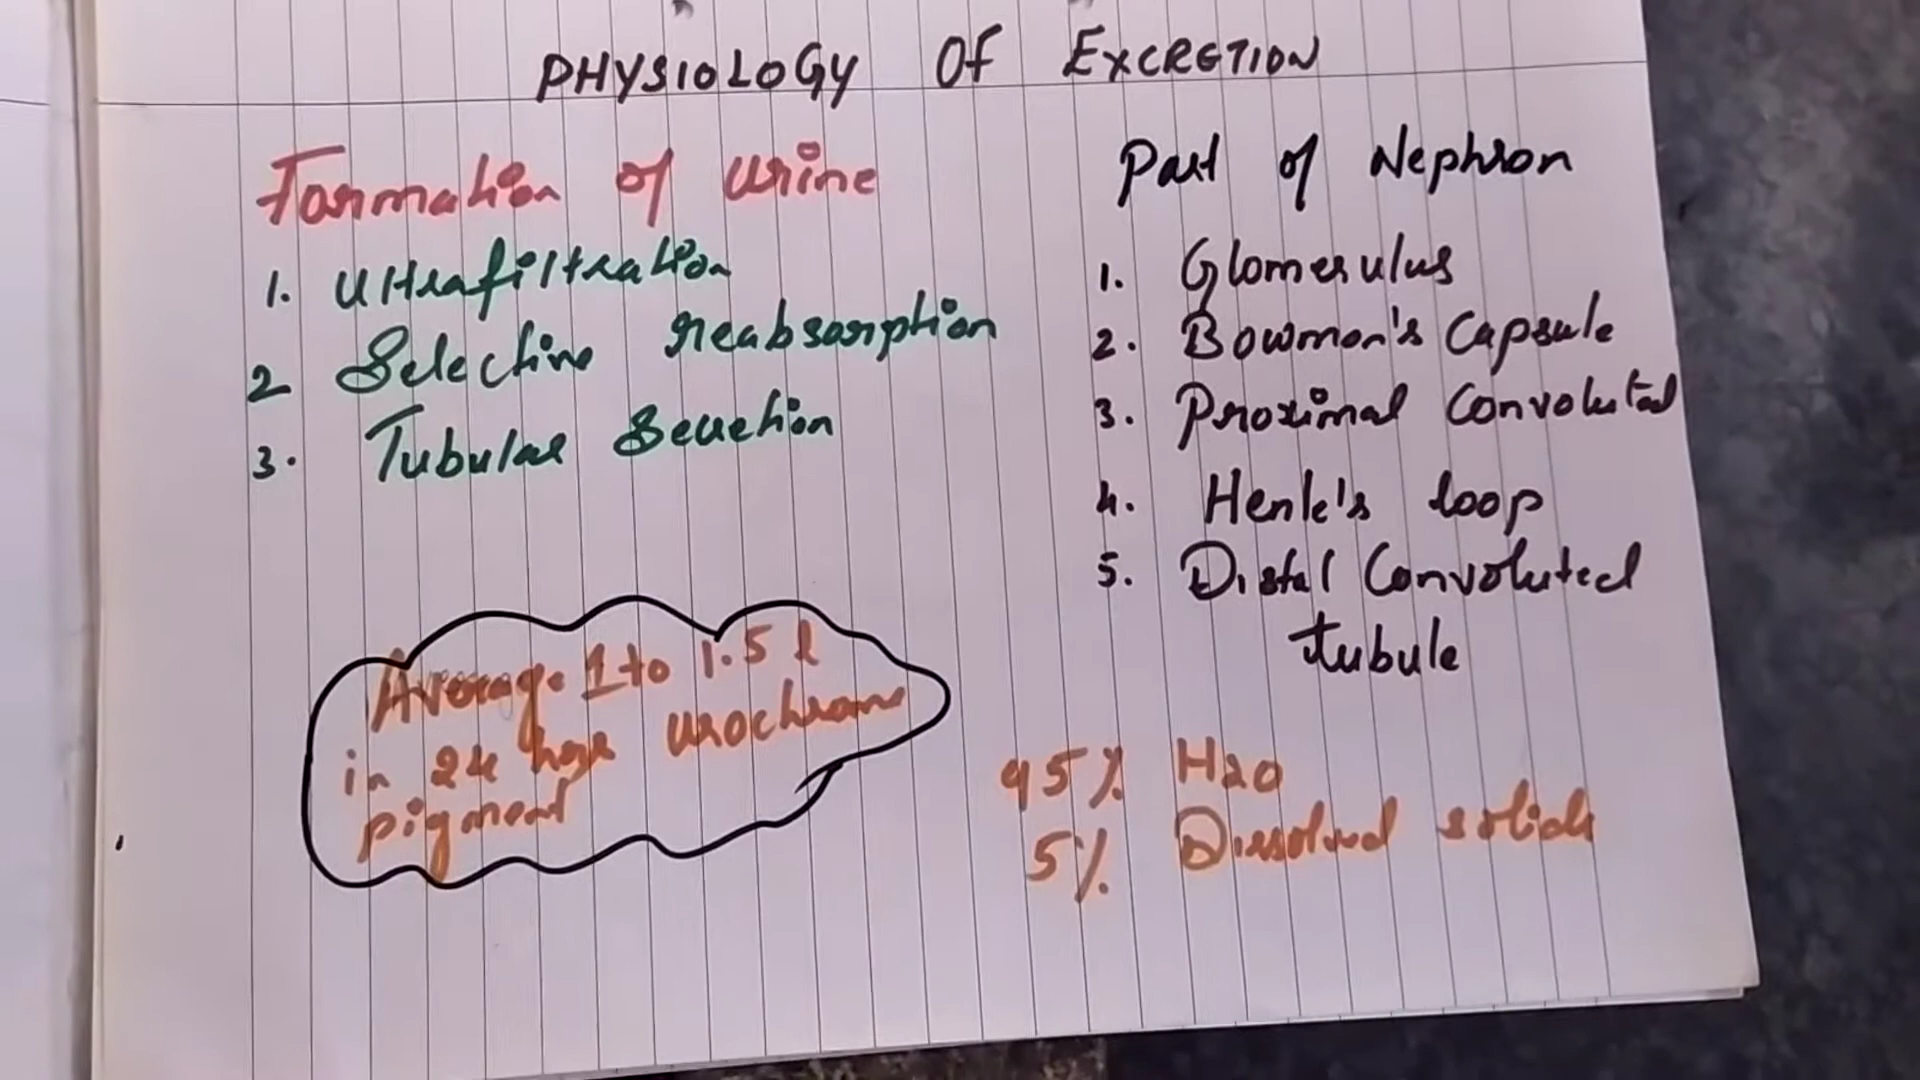 PHYSIOLOGY OF EXCRETION
Formation of urine
1. Ultrafiltration
2 Selective reabsorption
3. Tubular Secretion
Average 1 to 1.5 l
in 24 urochrome
pigment
Part of Nephron
1. Glomerulus
2. Bowman's Capsule
3. Proximal Convoluted
4. Henle's loop
5. Distal Convoluted
tubule
95% H2O
5% Dissolved solids